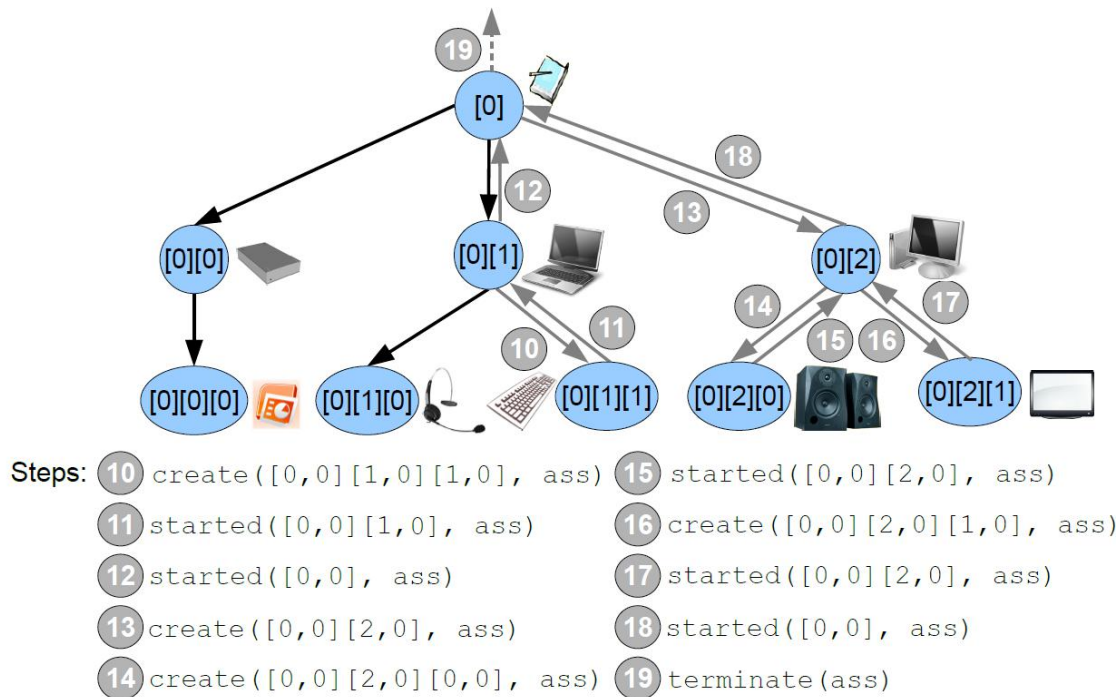 19
[0]
18
12
13
[0][0]
[0][1]
[0][2]
14
17
11
10
15
16
[0][0][0]
[0][1][0]
[0][1][1]
[0][2][0]
[0][2][1]
Steps:
10 create([0,0][1,0][1,0], ass)
15 started([0,0][2,0], ass)
11 started([0,0][1,0], ass)
16 create([0,0][2,0][1,0], ass)
12 started([0,0], ass)
17 started([0,0][2,0], ass)
13 create([0,0][2,0], ass)
18 started([0,0], ass)
14 create([0,0][2,0][0,0], ass)
19 terminate(ass)